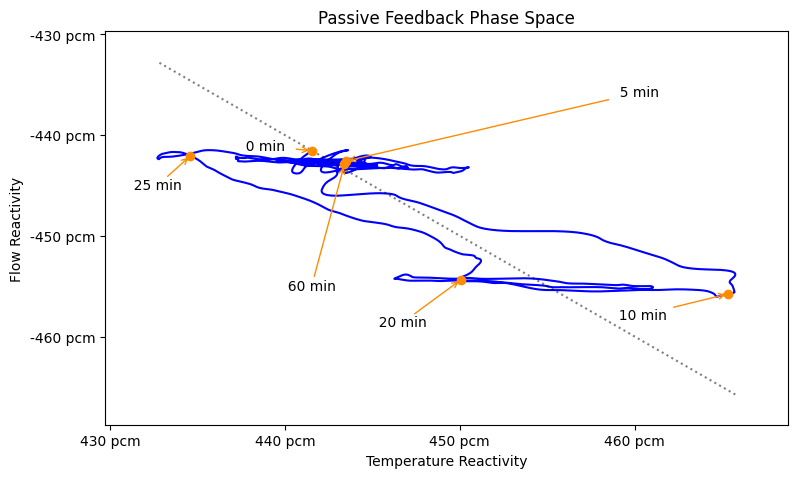 Passive Feedback Phase Space
-430 pcm
-440 pcm
-450 pcm
-460 pcm
Flow Reactivity
5 min
0 min
25 min
60 min
10 min
20 min
430 pcm
440 pcm
450 pcm
460 pcm
Temperature Reactivity